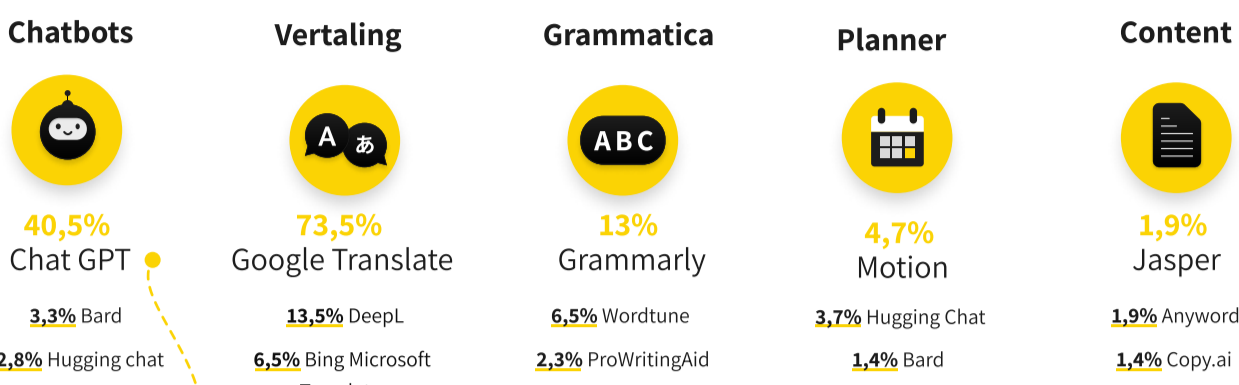 Chatbots
40,5%
Chat GPT
3,3% Bard
2,8% Hugging chat
Vertaling
A あ
73,5%
Google Translate
13,5% DeepL
6,5% Bing Microsoft
Grammatica
ABC
13%
Grammarly
6,5% Wordtune
2,3% ProWritingAid
Planner
4,7%
Motion
3,7% Hugging Chat
1,4% Bard
Content
1,9%
Jasper
1,9% Anyword
1,4% Copy.ai